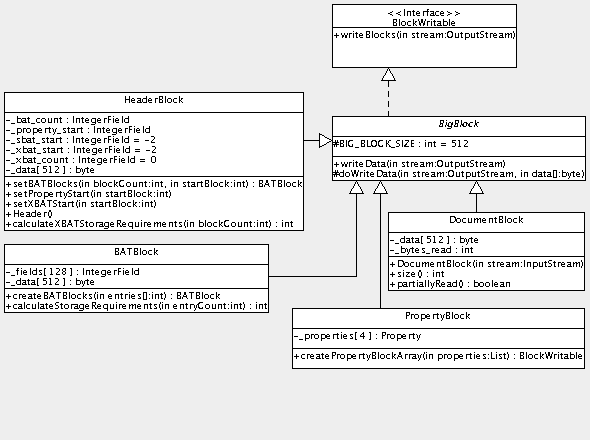 <<Interface>>
BlockWritable
+writeBlocks(in stream:OutputStream)
HeaderBlock
-_bat_count : IntegerField
-_property_start : IntegerField
-_sbat_start : IntegerField = -2
-_xbat_start : IntegerField = -2
-_xbat_count : IntegerField = 0
-_data[512] : byte
+setBATBlocks(in blockCount:int, in startBlock:int) : BATBlock
+setPropertyStart(in startBlock:int)
+setXBATStart(in startBlock:int)
+Header()
+calculateXBATStorageRequirements(in blockCount:int) : int
BigBlock
#BIG_BLOCK_SIZE : int = 512
+writeData(in stream:OutputStream)
#doWriteData(in stream:OutputStream, in data[]:byte)
DocumentBlock
-_data[512] : byte
-_bytes_read : int
+DocumentBlock(in stream:InputStream)
+size() : int
+partiallyRead() : boolean
BATBlock
-_fields[128] : IntegerField
-_data[512] : byte
+createBATBlocks(in entries[]:int) : BATBlock
+calculateStorageRequirements(in entryCount:int) : int
PropertyBlock
-_properties[4] : Property
+createPropertyBlockArray(in properties:List) : BlockWritable